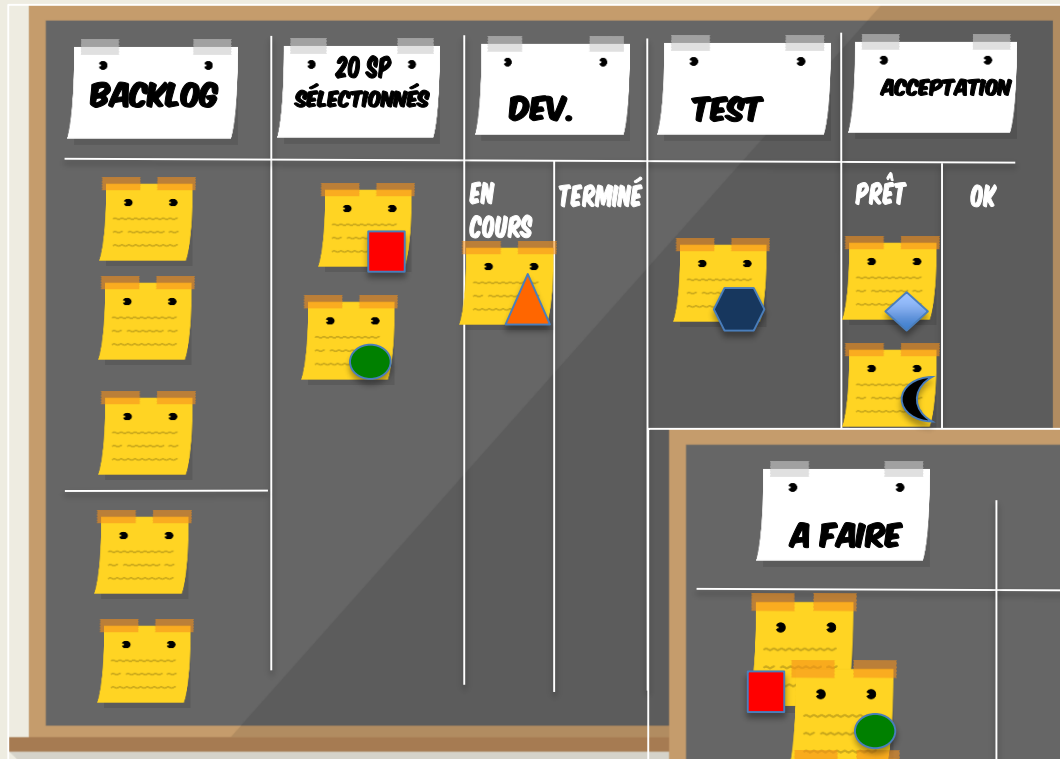 BACKLOG
20 SP
SÉLECTIONNÉS
DEV.
TEST
ACCEPTATION
EN
COURS
TERMINÉ
PRÊT
OK
A FAIRE